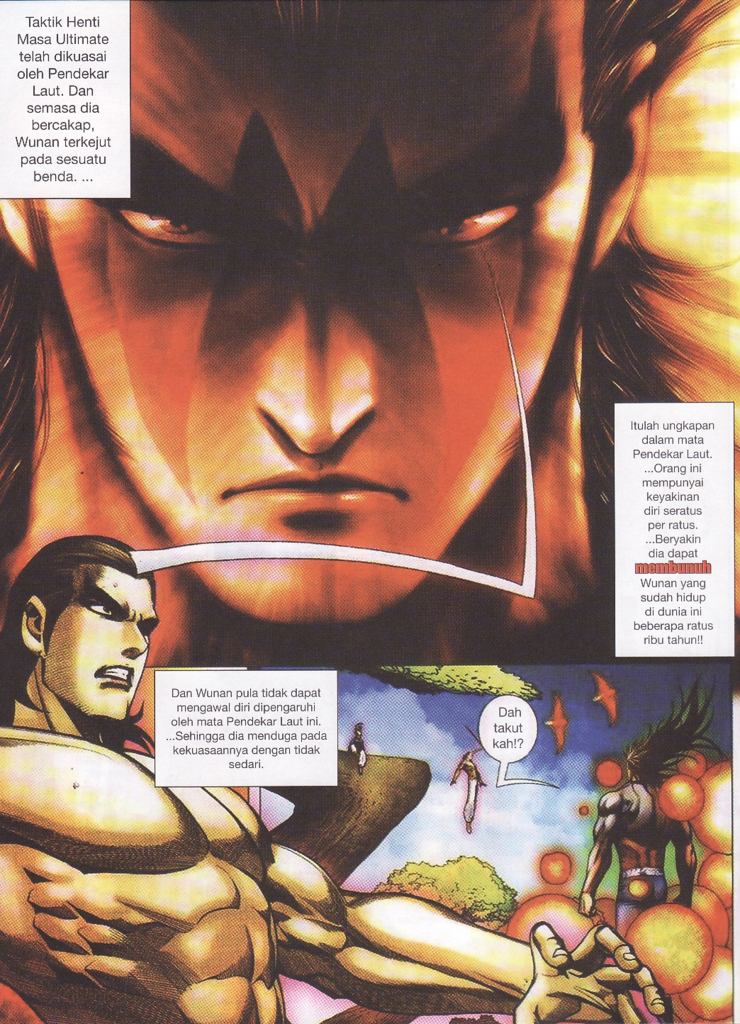 Taktik Henti
Masa Ultimate
telah dikuasai
oleh Pendekar
Laut. Dan
semasa dia
bercakap,
Wunan terkejut
pada sesuatu
benda. ...
Itulah ungkapan
dalam mata
Pendekar Laut.
...Orang ini
mempunyai
keyakinan
diri seratus
per ratus.
...Beryakin
dia dapat
membunuh
Wunan yang
sudah hidup
di dunia ini
beberapa ratus
ribu tahun!!
Dan Wunan pula tidak dapat
mengawal diri dipengaruhi
oleh mata Pendekar Laut ini.
...Sehingga dia menduga pada
kekuasaannya dengan tidak
sedari.
Dah
takut
kah!?